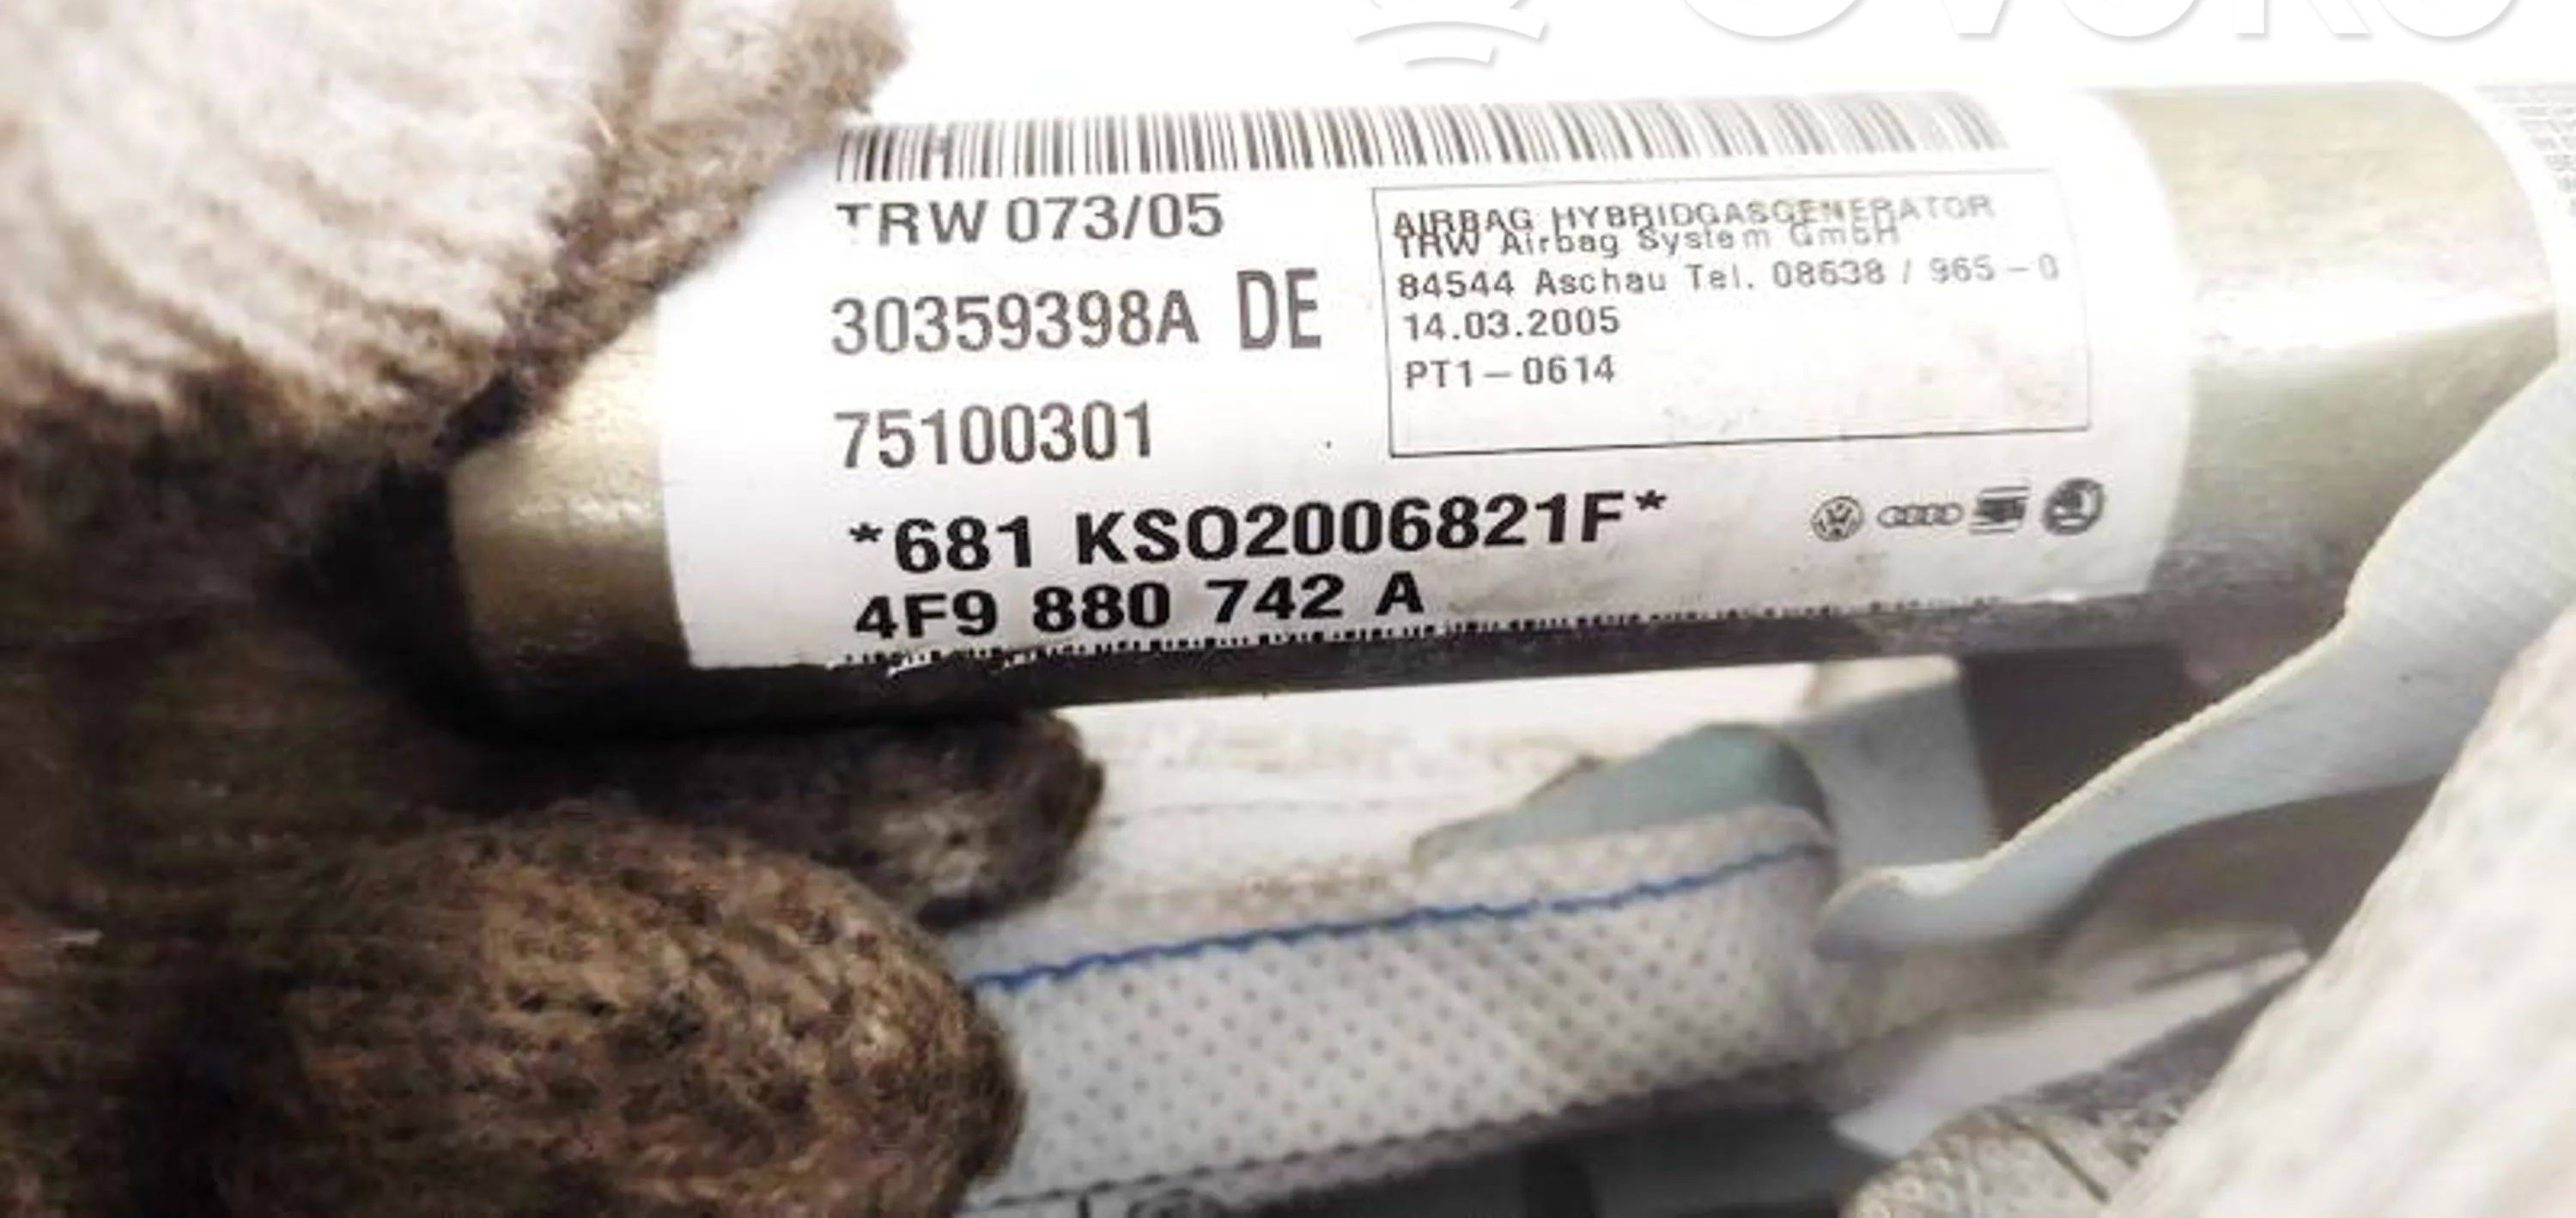 TRW 073/05
30359398A DE
75100301
AIRBAG HYBRIDGASGENERATOR
TRW Airbag System GmbH
84544 Aschau Tel. 08638 / 965-0
14.03.2005
PT1-0614
*681 KSO2006821F*
4F9 880 742 A